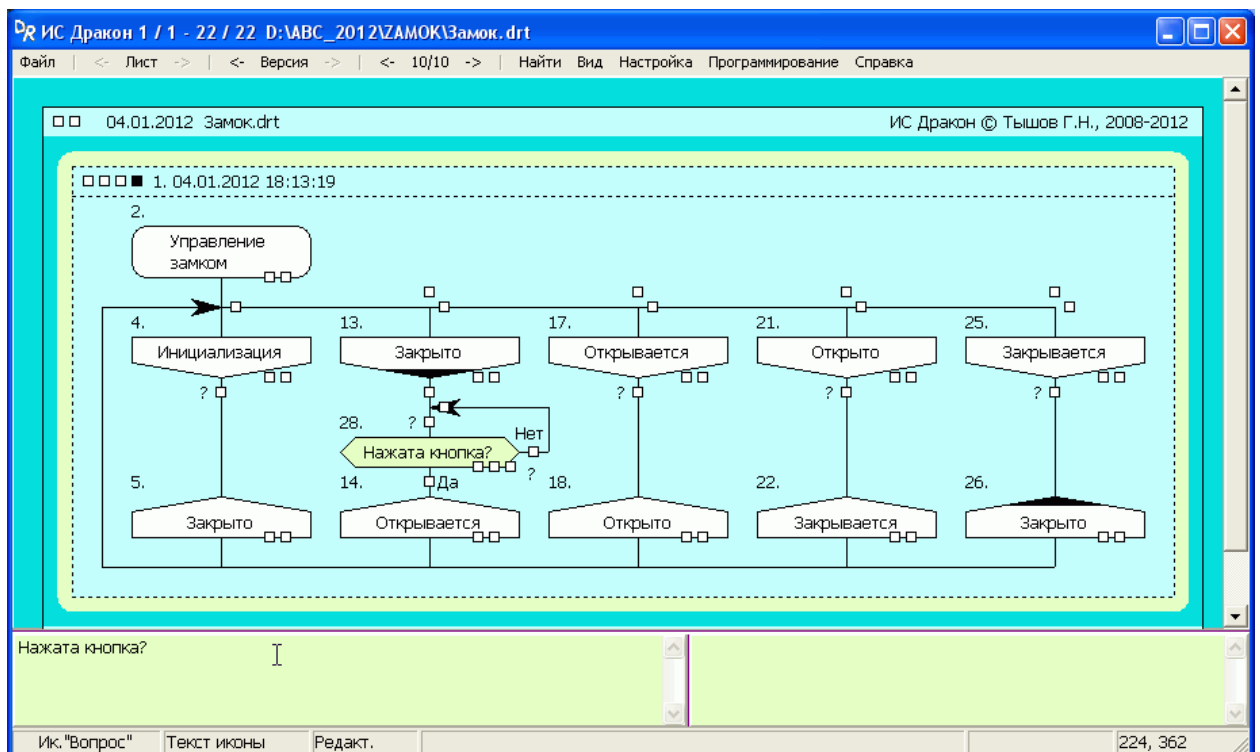 DR ИС Дракон 1 / 1 - 22 / 22 D:\ABC_2012\ZAMOK\Замок.drt
Файл | <- Лист -> | <- Версия -> | <- 10/10 -> | Найти Вид Настройка Программирование Справка
04.01.2012 Замок.drt ИС Дракон © Тышов Г.Н., 2008-2012
1. 04.01.2012 18:13:19
2.
Управление
замком
4. 13. 17. 21. 25.
Инициализация Закрыто Открывается Открыто Закрывается
? ? ? ?
28. ? Нет
Нажата кнопка?
?
5. 14. Да 18. 22. 26.
Закрыто Открывается Открыто Закрывается Закрыто
Нажата кнопка?
Ик."Вопрос" Текст иконы Редакт. 224, 362